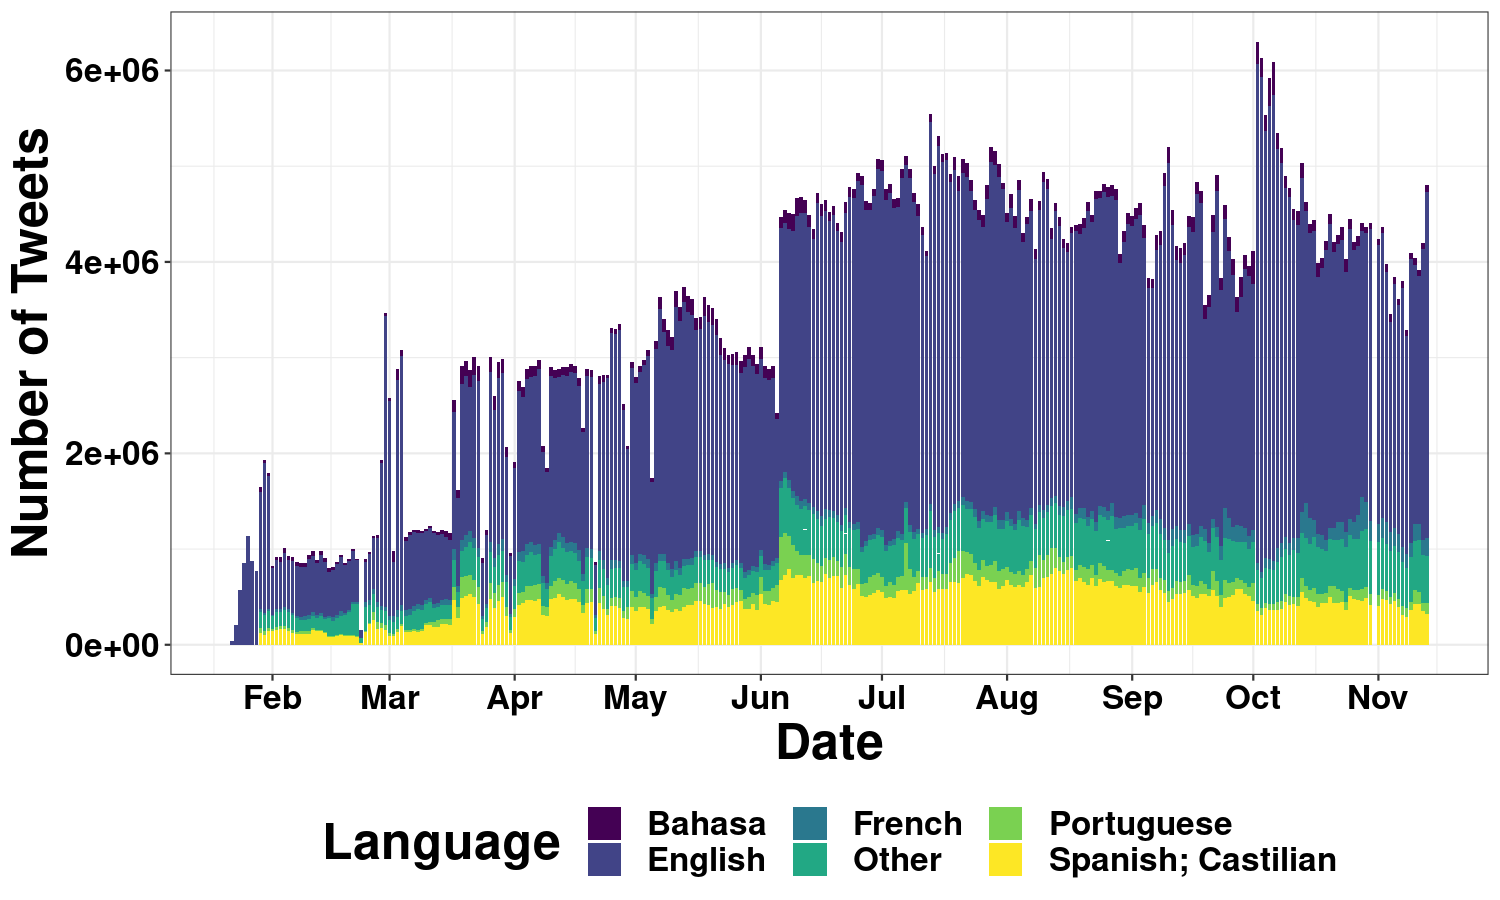 Number of Tweets
6e+06
4e+06
2e+06
0e+00
Feb Mar Apr May Jun Jul Aug Sep Oct Nov
Date
Language
Bahasa French Portuguese
English Other Spanish; Castilian